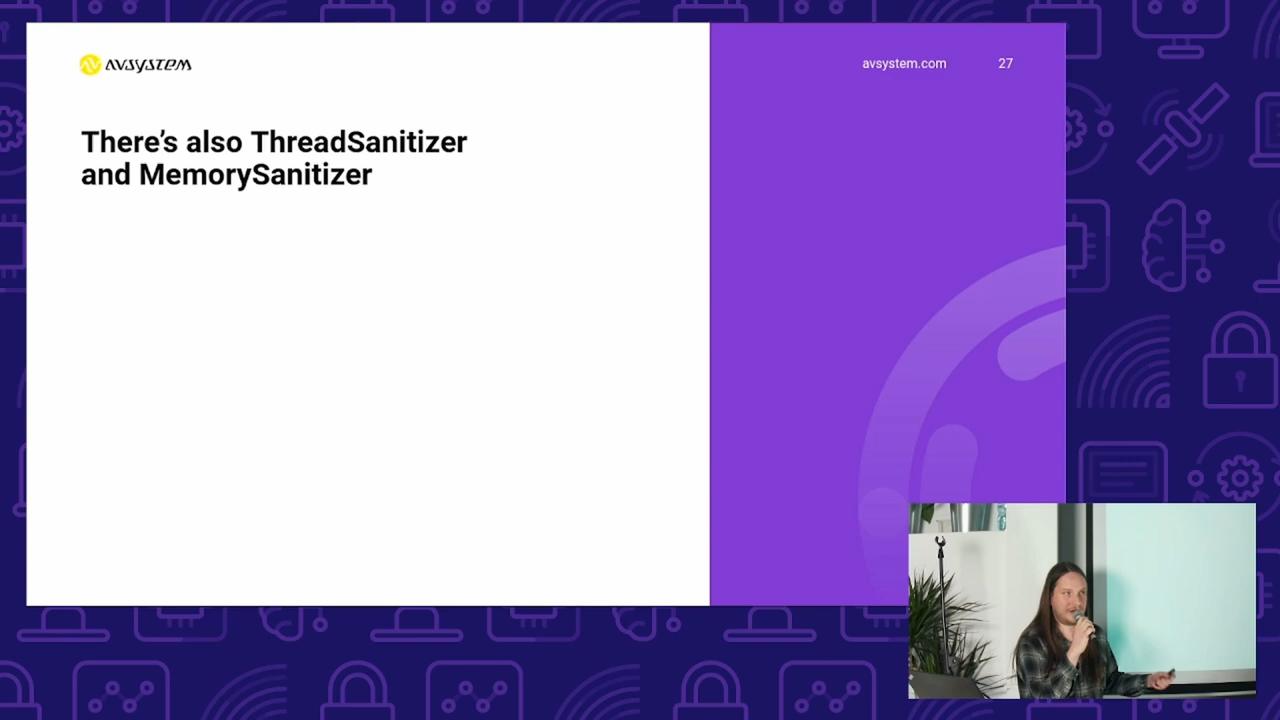 AVSYSTEM
avsystem.com
27
There's also ThreadSanitizer
and MemorySanitizer